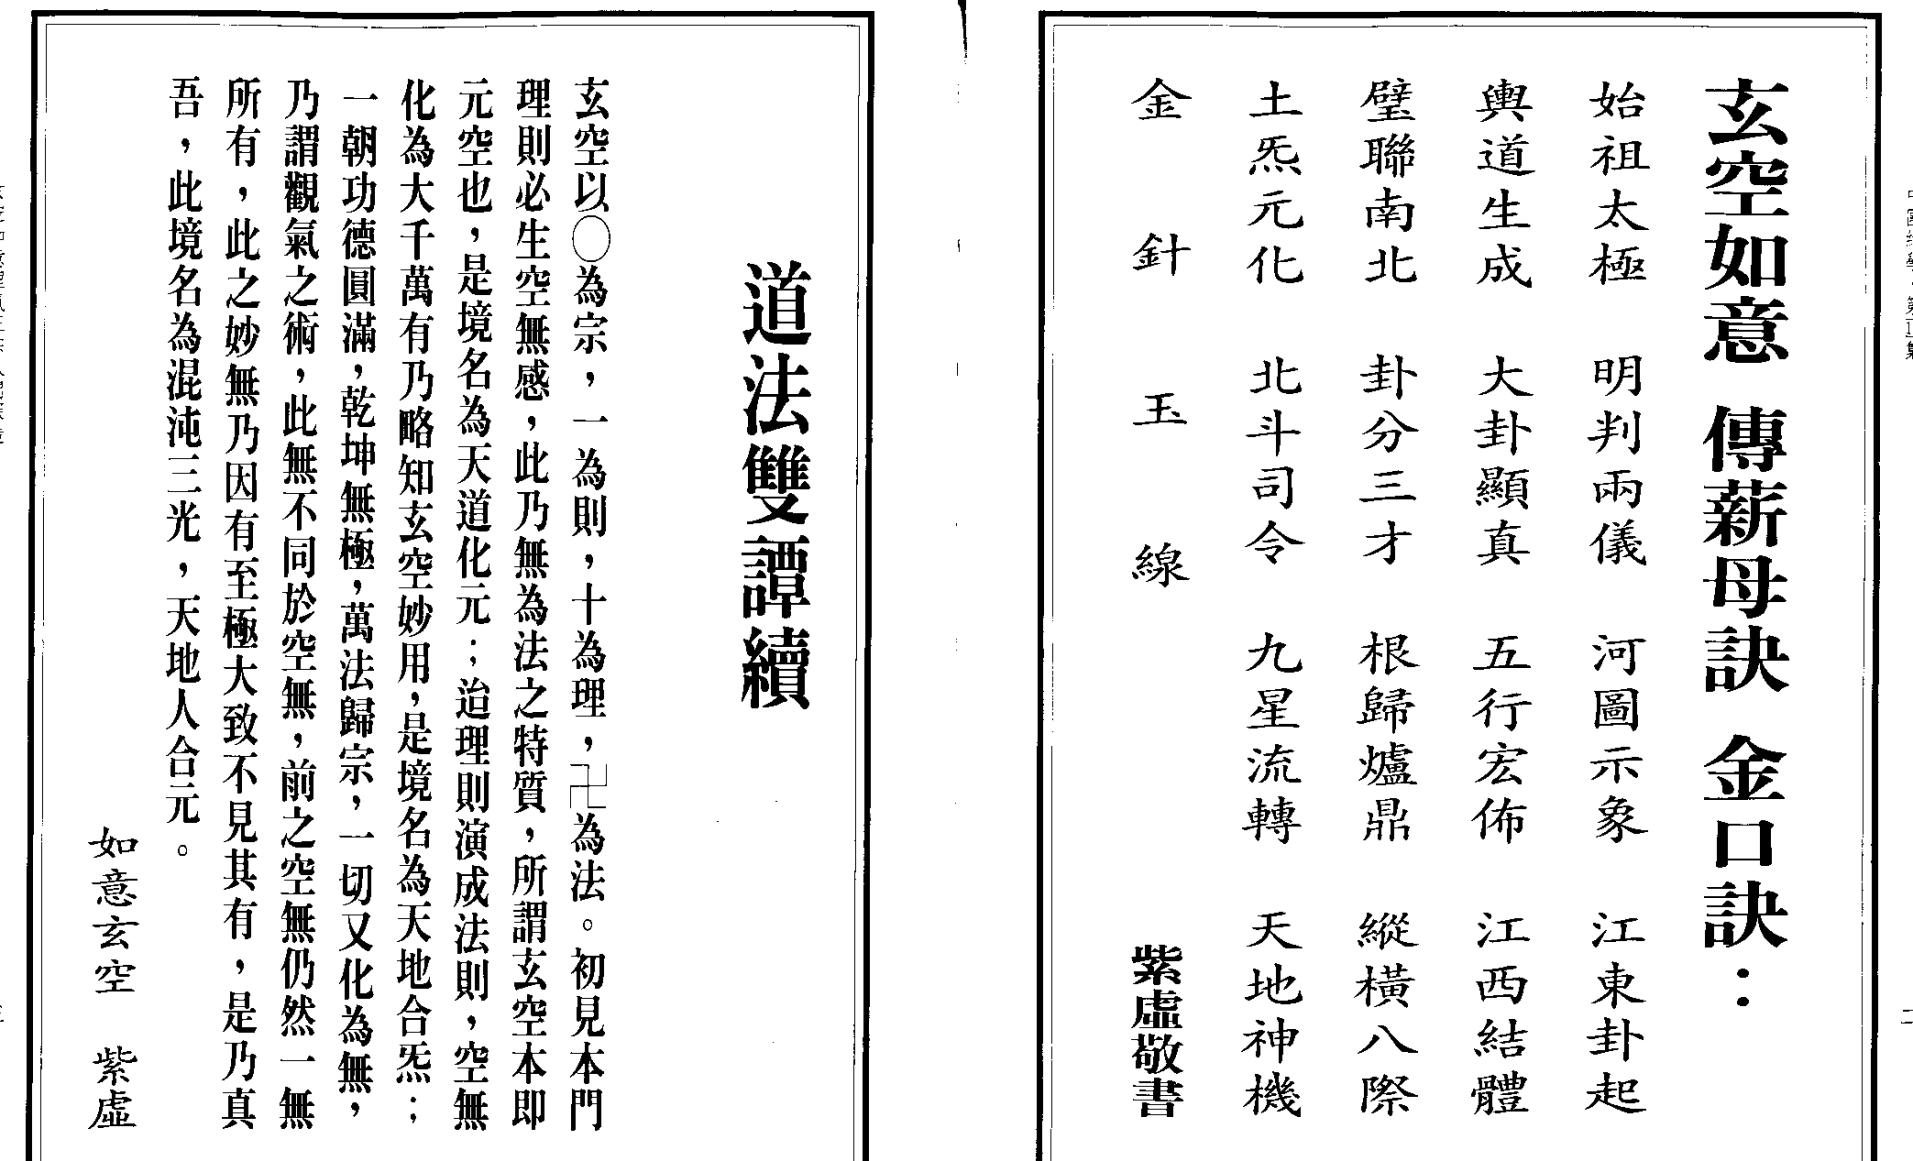 玄空如意 傳薪母訣 金口訣：
始祖太極 明判兩儀 河圖示象 江東卦起
輿道生成 大卦顯真 五行宏佈 江西結體
璧聯南北 卦分三才 根歸爐鼎 縱橫八際
土炁元化 北斗司令 九星流轉 天地神機
金針玉線 紫虛敬書
道法雙譚續
玄空以○為宗，一為則，十為理，卍為法。初見本門
理則必生空無感，此乃無為法之特質，所謂玄空本即
元空也，是境名為天道化元；治理則演成法則，空無
化為大千萬有乃略知玄空妙用，是境名為天地合炁；
一朝功德圓滿，乾坤無極，萬法歸宗，一切又化為無，
乃謂觀氣之術，此無不同於空無，前之空無仍然一無
所有，此之妙無乃因有至極大致不見其有，是乃真
吾，此境名為混沌三光，天地人合元。
如意玄空 紫虛